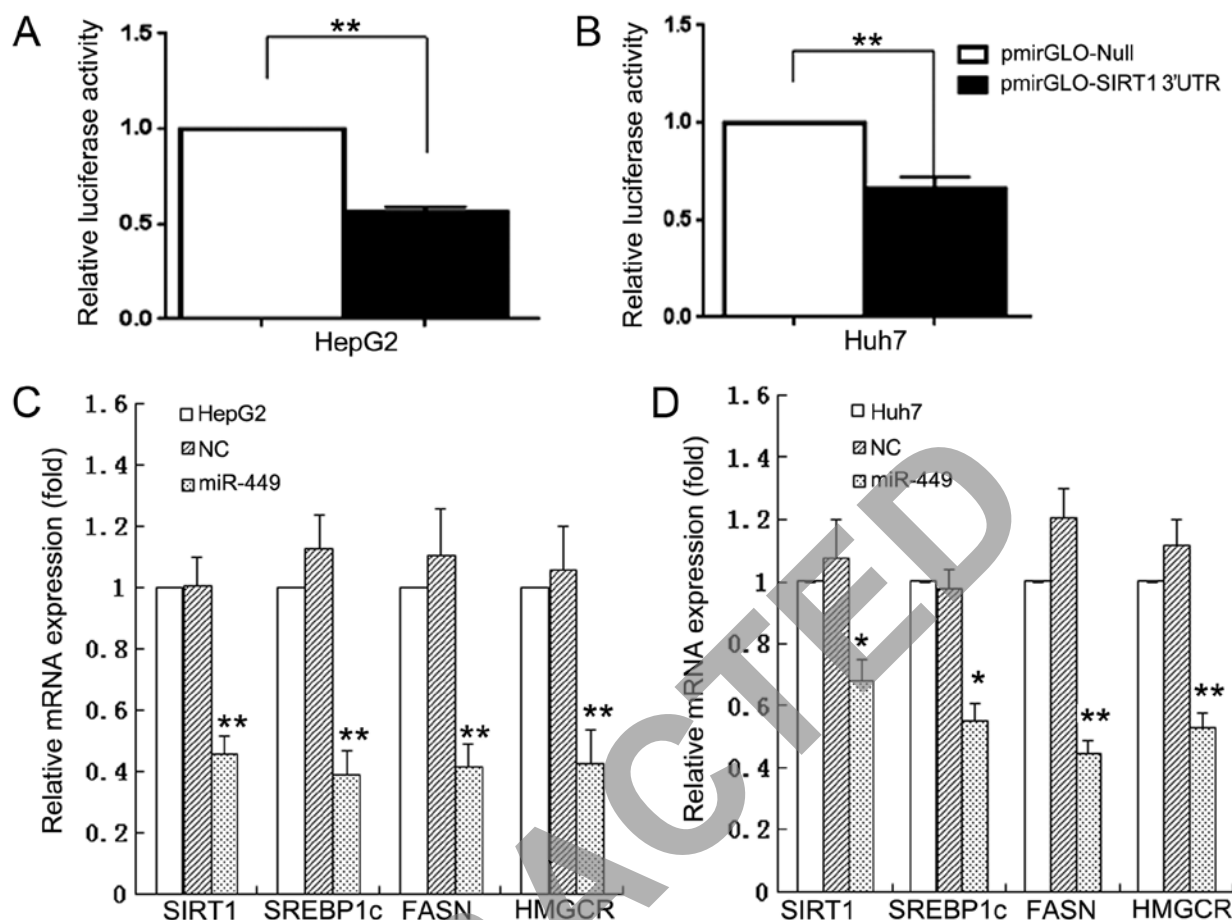 A
Relative luciferase activity
1.5
1.0
0.5
0.0
**
HepG2
B
Relative luciferase activity
1.5
1.0
0.5
0.0
**
Huh7
pmirGLO-Null
pmirGLO-SIRT1 3'UTR
C
Relative mRNA expression (fold)
1.6
1.4
1.2
1
0.8
0.6
0.4
0.2
0
HepG2
NC
miR-449
**
**
**
**
SIRT1 SREBP1c FASN HMGCR
D
Relative mRNA expression (fold)
1.6
1.4
1.2
1
0.8
0.6
0.4
0.2
0
Huh7
NC
miR-449
*
*
**
**
SIRT1 SREBP1c FASN HMGCR
ACTED